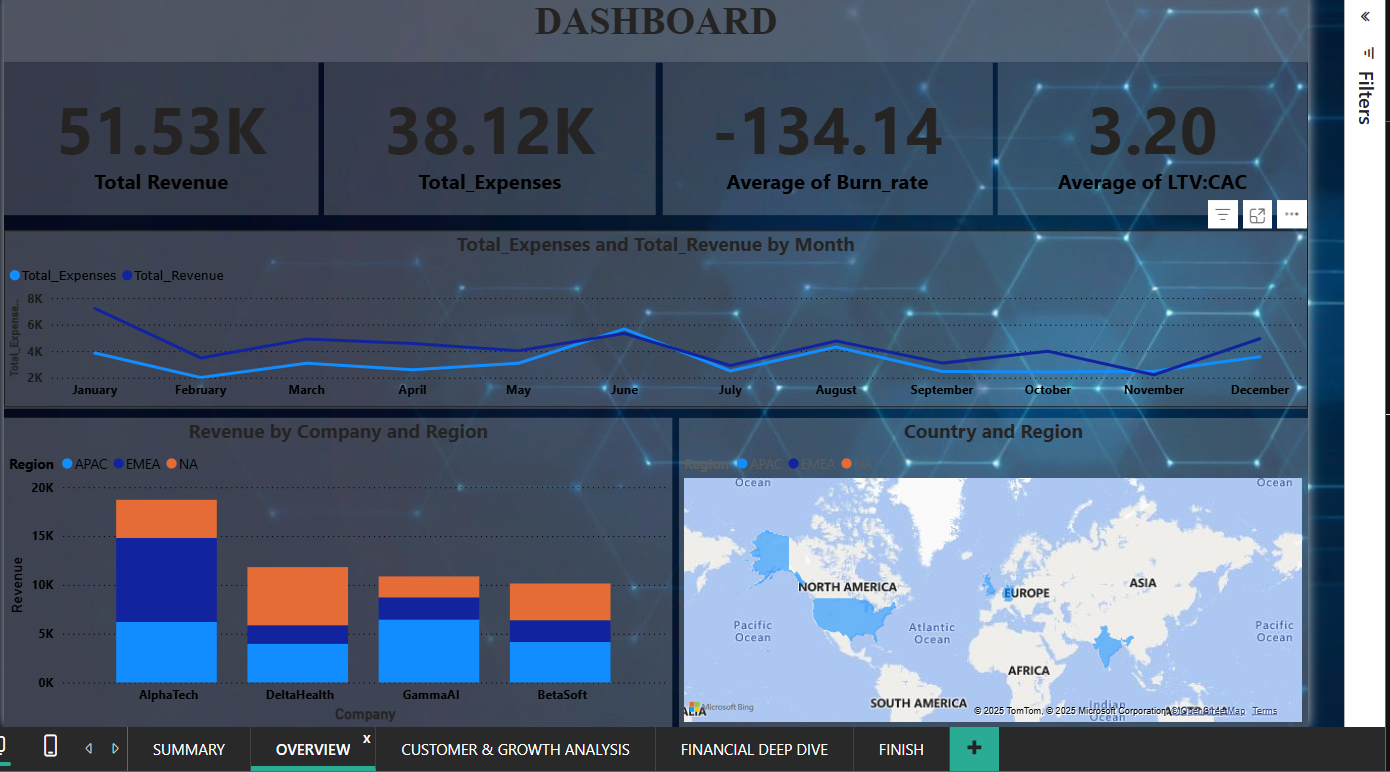 DASHBOARD
51.53K
Total Revenue
38.12K
Total_Expenses
-134.14
Average of Burn_rate
3.20
Average of LTV:CAC
Filters
Total_Expenses and Total_Revenue by Month
Total_Expenses Total_Revenue
Total_Expense...
8K
6K
4K
2K
January February March April May June July August September October November December
Revenue by Company and Region
Region APAC EMEA NA
Revenue
20K
15K
10K
5K
0K
AlphaTech DeltaHealth GammaAI BetaSoft
Company
Country and Region
Region APAC EMEA NA
Ocean
Ocean
NORTH AMERICA
EUROPE
ASIA
Pacific
Ocean
Atlantic
Ocean
Pacific
Ocean
AFRICA
SOUTH AMERICA
Indian
Ocean
Microsoft Bing
© 2025 TomTom, © 2025 Microsoft Corporation, © OpenStreetMap Terms
SUMMARY
OVERVIEW x
CUSTOMER & GROWTH ANALYSIS
FINANCIAL DEEP DIVE
FINISH
+